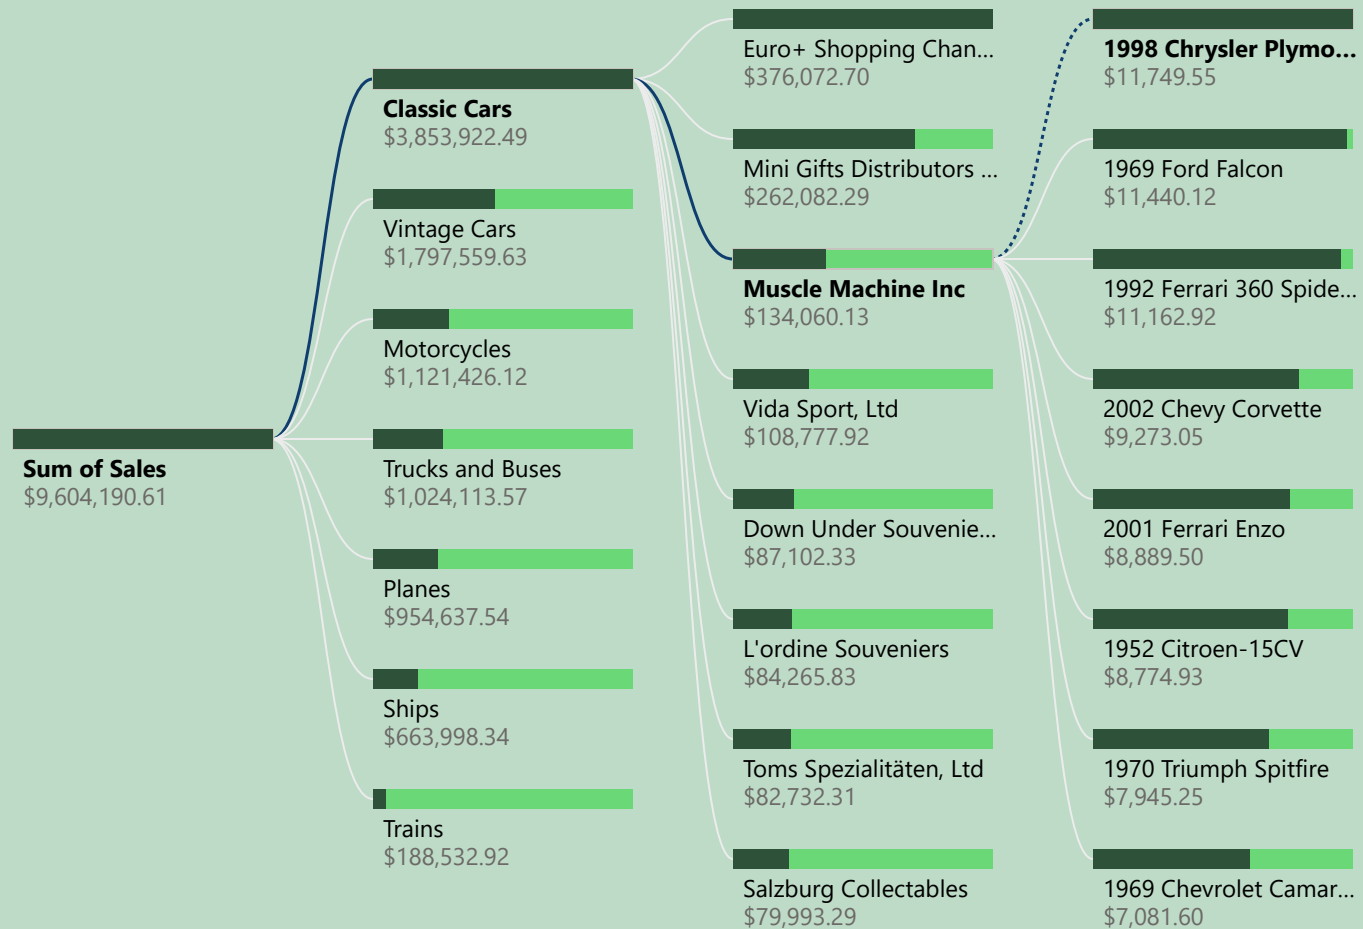 Sum of Sales
$9,604,190.61
Classic Cars
$3,853,922.49
Vintage Cars
$1,797,559.63
Motorcycles
$1,121,426.12
Trucks and Buses
$1,024,113.57
Planes
$954,637.54
Ships
$663,998.34
Trains
$188,532.92
Euro+ Shopping Chan...
$376,072.70
Mini Gifts Distributors ...
$262,082.29
Muscle Machine Inc
$134,060.13
Vida Sport, Ltd
$108,777.92
Down Under Souvenie...
$87,102.33
L'ordine Souveniers
$84,265.83
Toms Spezialitäten, Ltd
$82,732.31
Salzburg Collectables
$79,993.29
1998 Chrysler Plymo...
$11,749.55
1969 Ford Falcon
$11,440.12
1992 Ferrari 360 Spide...
$11,162.92
2002 Chevy Corvette
$9,273.05
2001 Ferrari Enzo
$8,889.50
1952 Citroen-15CV
$8,774.93
1970 Triumph Spitfire
$7,945.25
1969 Chevrolet Camar...
$7,081.60